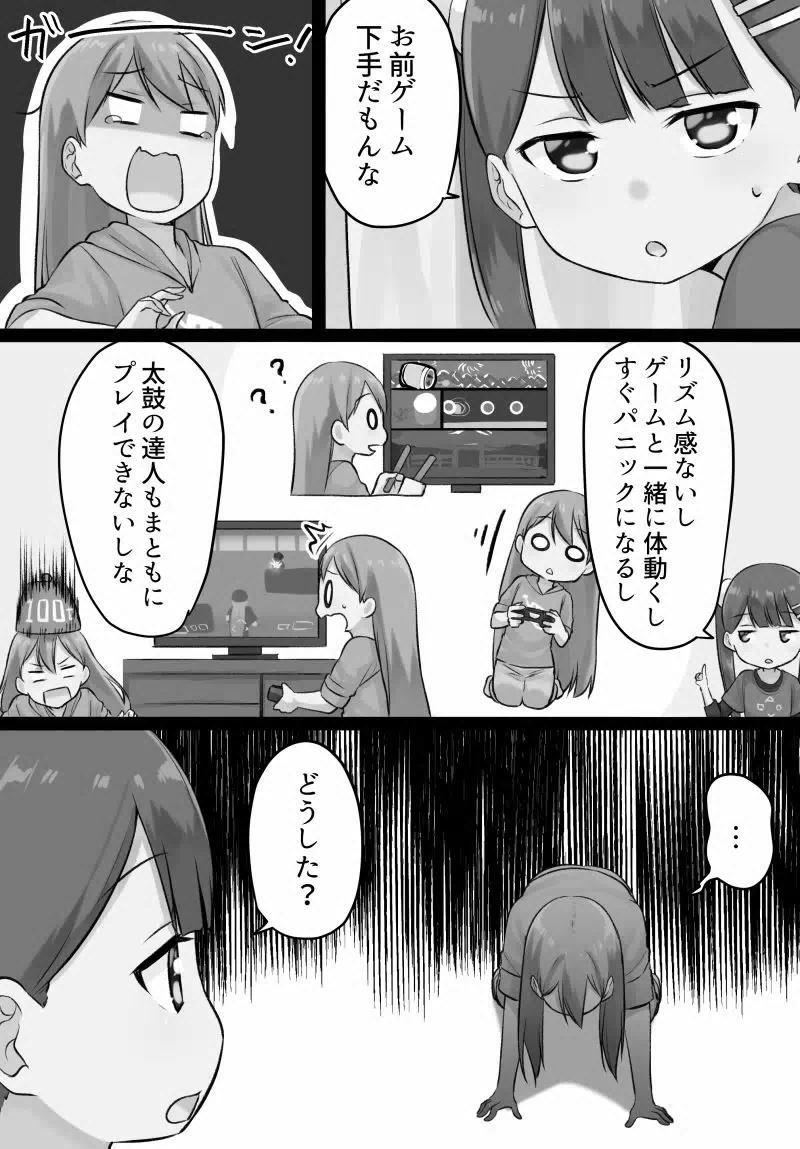 お前ゲーム
下手だもんな
ガーーン!
リズム感ないし
ゲームと一緒に体動くし
すぐパニックになるし
??
太鼓の達人もまともに
プレイできないしな
100t
…
どうした?